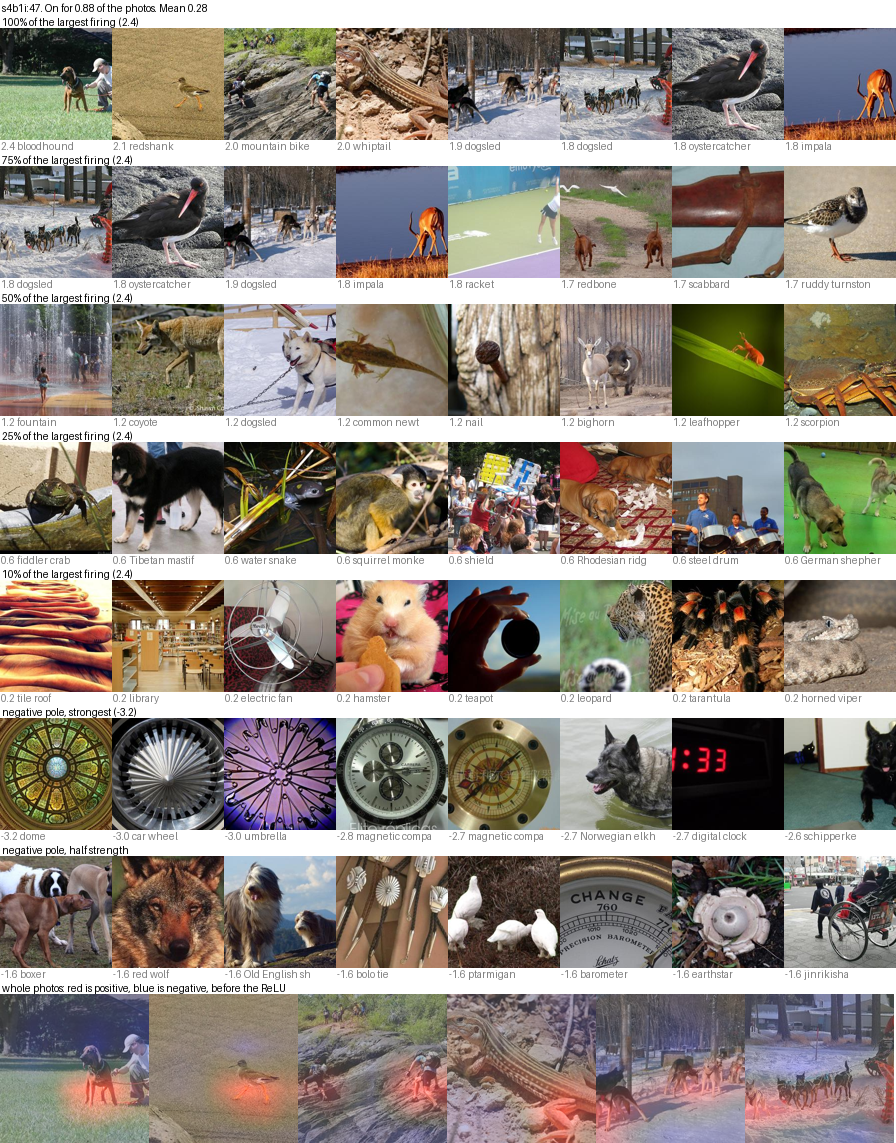 s4b1i:47. On for 0.88 of the photos. Mean 0.28
100% of the largest firing (2.4)
2.4 bloodhound
2.1 redshank
2.0 mountain bike
2.0 whiptail
1.9 dogsled
1.8 dogsled
1.8 oystercatcher
1.8 impala
75% of the largest firing (2.4)
1.8 dogsled
1.8 oystercatcher
1.9 dogsled
1.8 impala
1.8 racket
1.7 redbone
1.7 scabbard
1.7 ruddy turnston
50% of the largest firing (2.4)
1.2 fountain
1.2 coyote
1.2 dogsled
1.2 common newt
1.2 nail
1.2 bighorn
1.2 leafhopper
1.2 scorpion
25% of the largest firing (2.4)
0.6 fiddler crab
0.6 Tibetan mastif
0.6 water snake
0.6 squirrel monke
0.6 shield
0.6 Rhodesian ridg
0.6 steel drum
0.6 German shepher
10% of the largest firing (2.4)
0.2 tile roof
0.2 library
0.2 electric fan
0.2 hamster
0.2 teapot
0.2 leopard
0.2 tarantula
0.2 horned viper
negative pole, strongest (-3.2)
1:33
-3.2 dome
-3.0 car wheel
-3.0 umbrella
-2.8 magnetic compa
-2.7 magnetic compa
-2.7 Norwegian elkh
-2.7 digital clock
-2.6 schipperke
negative pole, half strength
CHANGE
760
PRECISION BAROMETER
-1.6 boxer
-1.6 red wolf
-1.6 Old English sh
-1.6 bolo tie
-1.6 ptarmigan
-1.6 barometer
-1.6 earthstar
-1.6 jinrikisha
whole photos: red is positive, blue is negative, before the ReLU